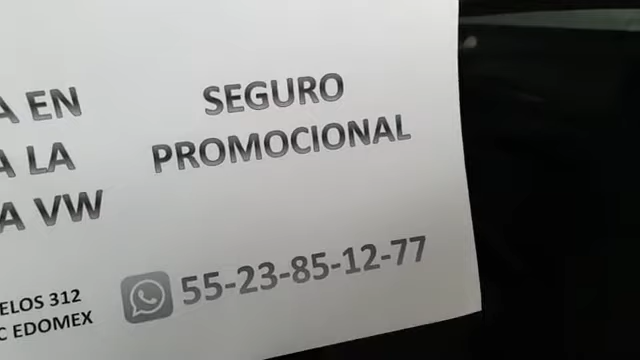 A EN
A LA
A VW
SEGURO
PROMOCIONAL
ELOS 312
C EDOMEX
55-23-85-12-77